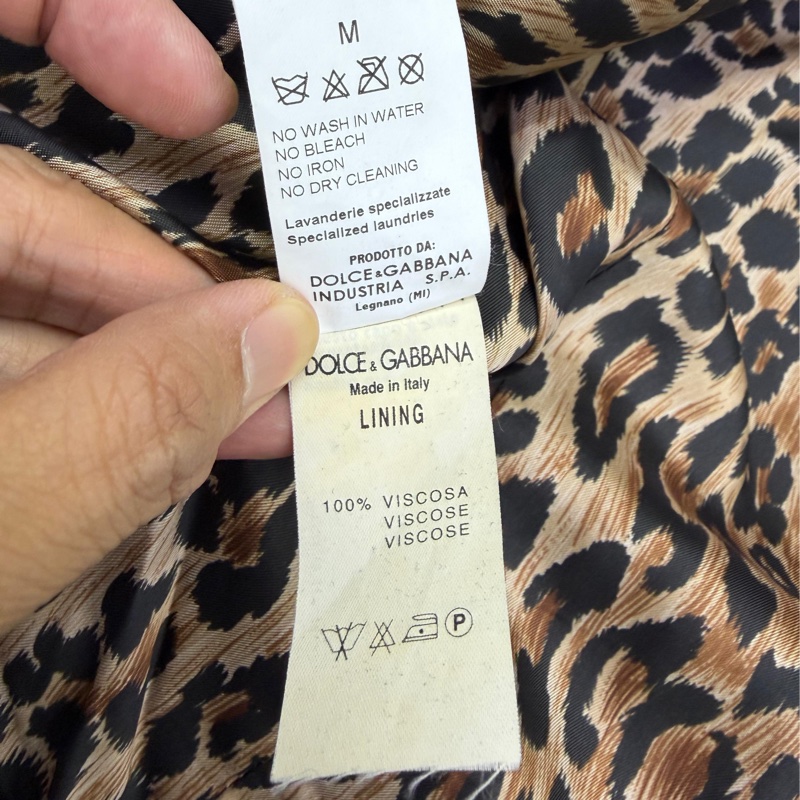 M
NO WASH IN WATER
NO BLEACH
NO IRON
NO DRY CLEANING
Lavanderie specializzate
Specialized laundries
PRODOTTO DA:
DOLCE&GABBANA
INDUSTRIA S.P.A.
Legnano (MI)
DOLCE & GABBANA
Made in Italy
LINING
100% VISCOSA
VISCOSE
VISCOSE
P